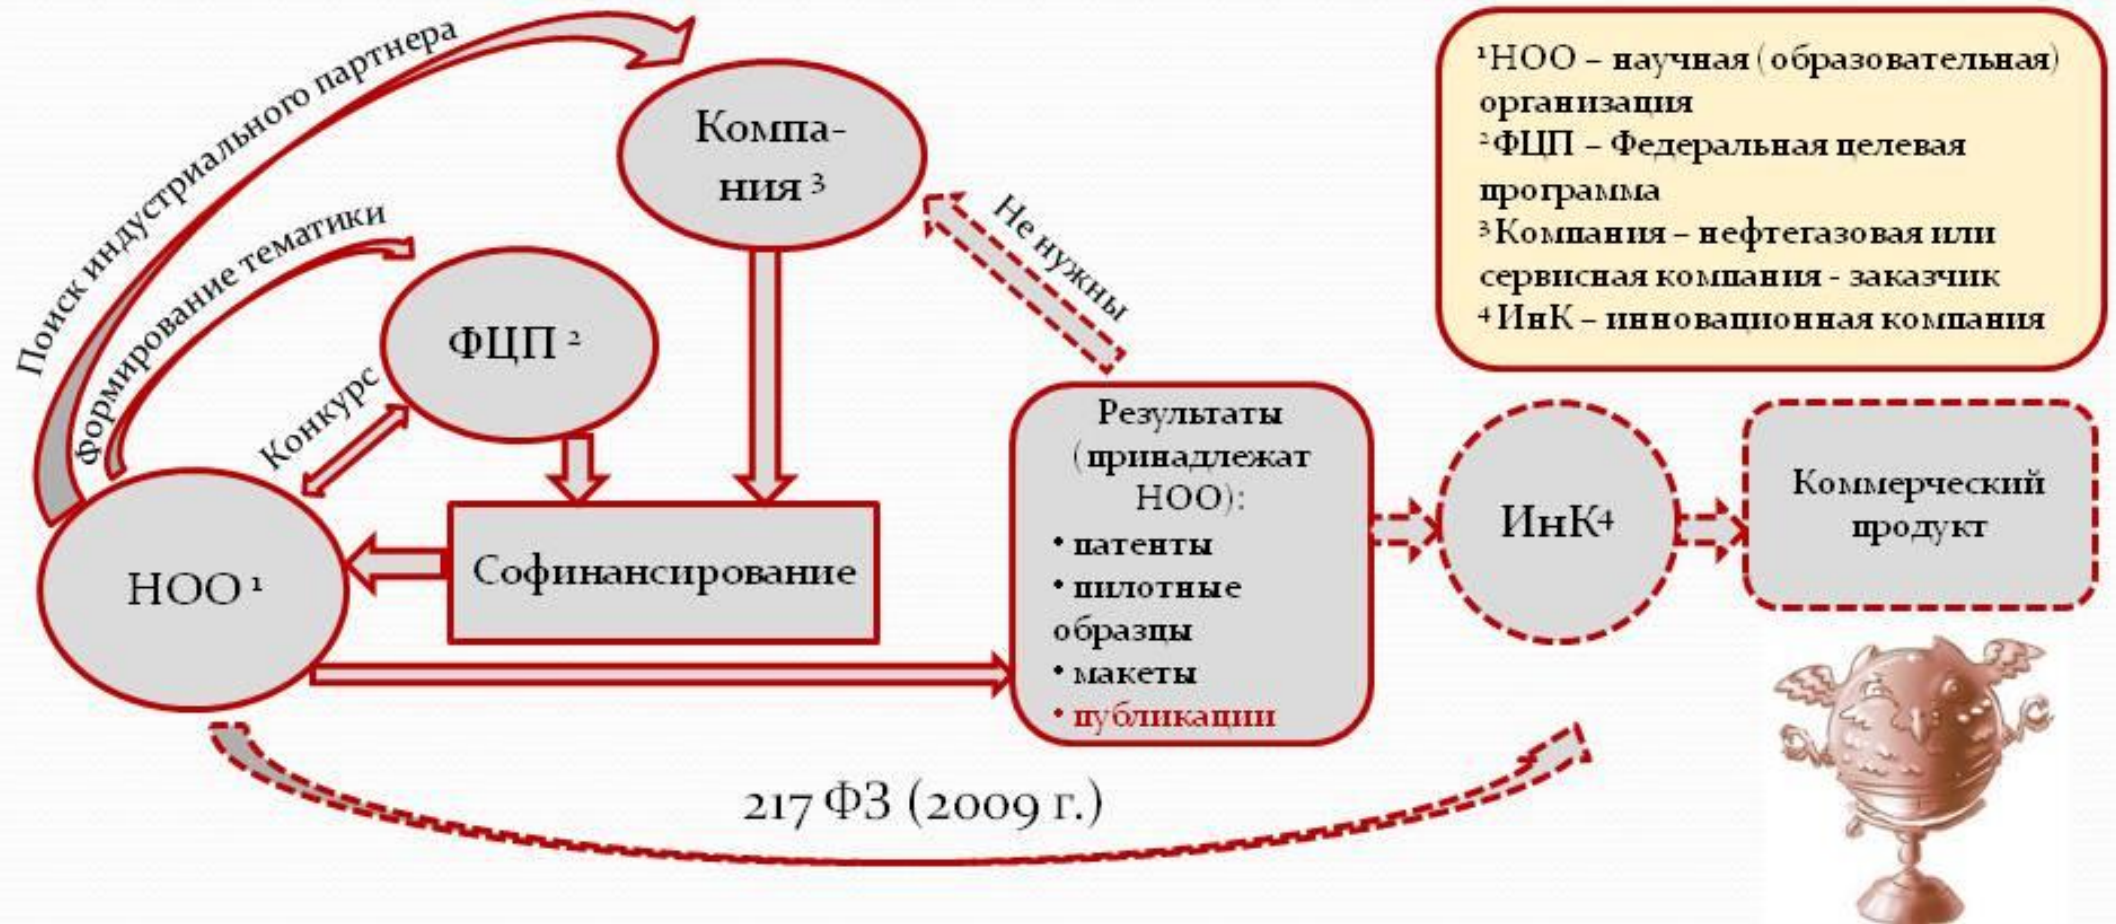 Поиск индустриального партнера
Формирование тематики
Конкурс
Компа-
ния ³
ФЦП ²
НОО ¹
Софинансирование
Не нужны
Результаты
(принадлежат
НОО):
• патенты
• пилотные
образцы
• макеты
• публикации
ИнК⁴
Коммерческий
продукт
217 ФЗ (2009 г.)
¹НОО – научная (образовательная)
организация
²ФЦП – Федеральная целевая
программа
³Компания – нефтегазовая или
сервисная компания - заказчик
⁴ИнК – инновационная компания